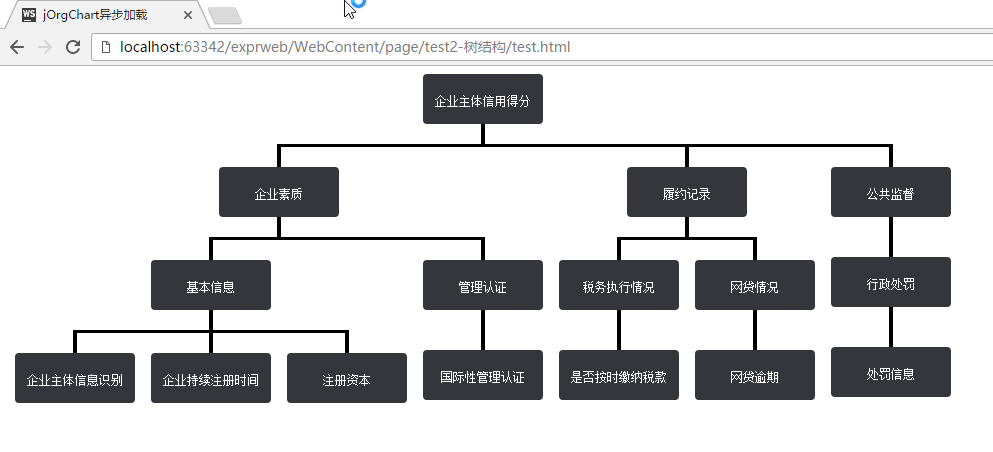 WS jOrgChart异步加载
localhost:63342/exprweb/WebContent/page/test2-树结构/test.html
企业主体信用得分
企业素质
履约记录
公共监督
基本信息
管理认证
税务执行情况
网贷情况
行政处罚
企业主体信息识别
企业持续注册时间
注册资本
国际性管理认证
是否按时缴纳税款
网贷逾期
处罚信息